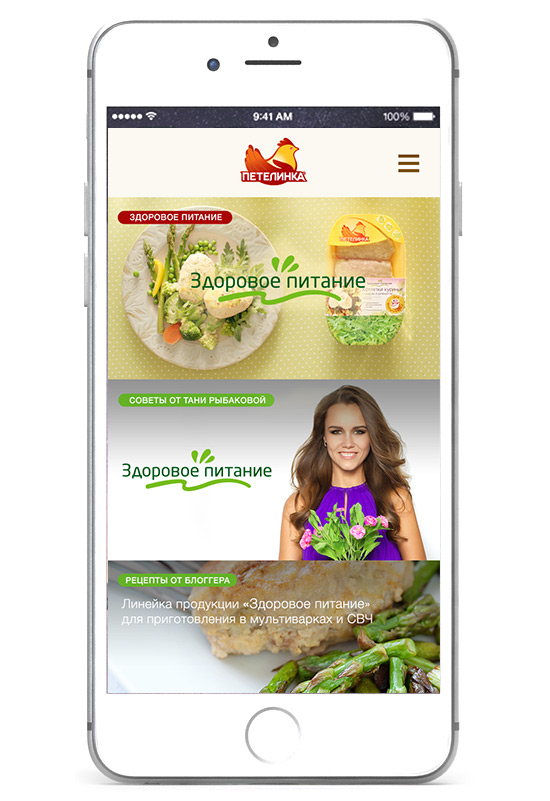 9:41 AM
100%
ПЕТЕЛИНКА
ЗДОРОВОЕ ПИТАНИЕ
ПЕТЕЛИНКА
Здоровое питание
СОВЕТЫ ОТ ТАНИ РЫБАКОВОЙ
Здоровое питание
РЕЦЕПТЫ ОТ БЛОГГЕРА
Линейка продукции «Здоровое питание»
для приготовления в мультиварках и СВЧ